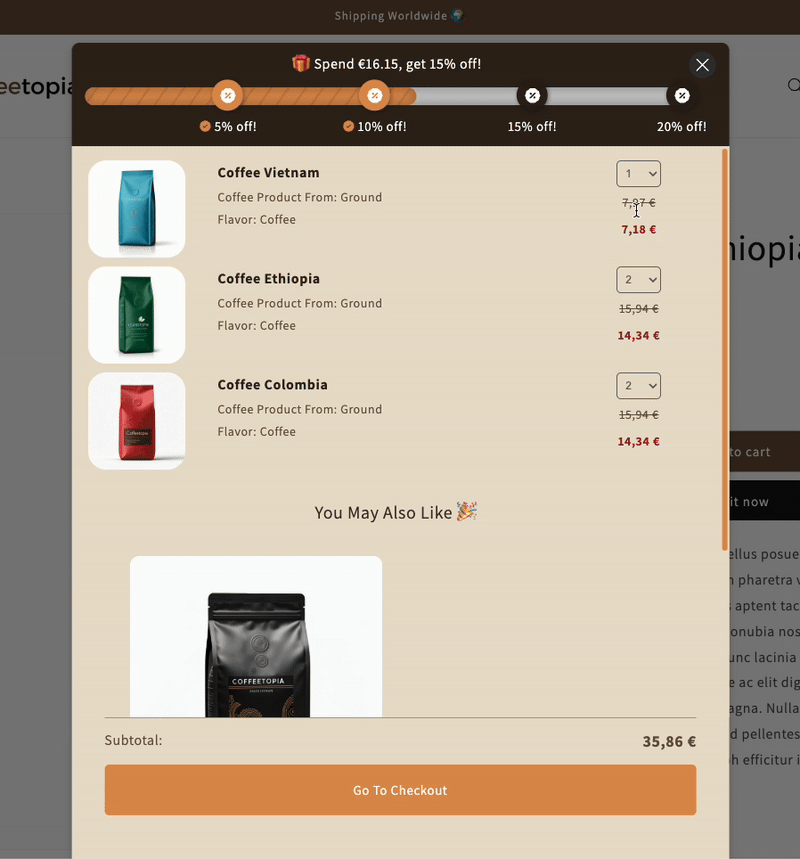 Shipping Worldwide 🌍
🎁 Spend €16.15, get 15% off!
eetopia
5% off!
10% off!
15% off!
20% off!
Coffee Vietnam
Coffee Product From: Ground
Flavor: Coffee
1
7,97 €
7,18 €
Coffee Ethiopia
Coffee Product From: Ground
Flavor: Coffee
2
15,94 €
14,34 €
Coffee Colombia
Coffee Product From: Ground
Flavor: Coffee
2
15,94 €
14,34 €
hiopia
to cart
it now
You May Also Like 🎉
COFFEETOPIA
ellus posue
n pharetra v
s aptent tac
onubia nos
unc lacinia
e ac elit dig
agna. Nulla
d pellentes
h efficitur i
Subtotal:
35,86 €
Go To Checkout